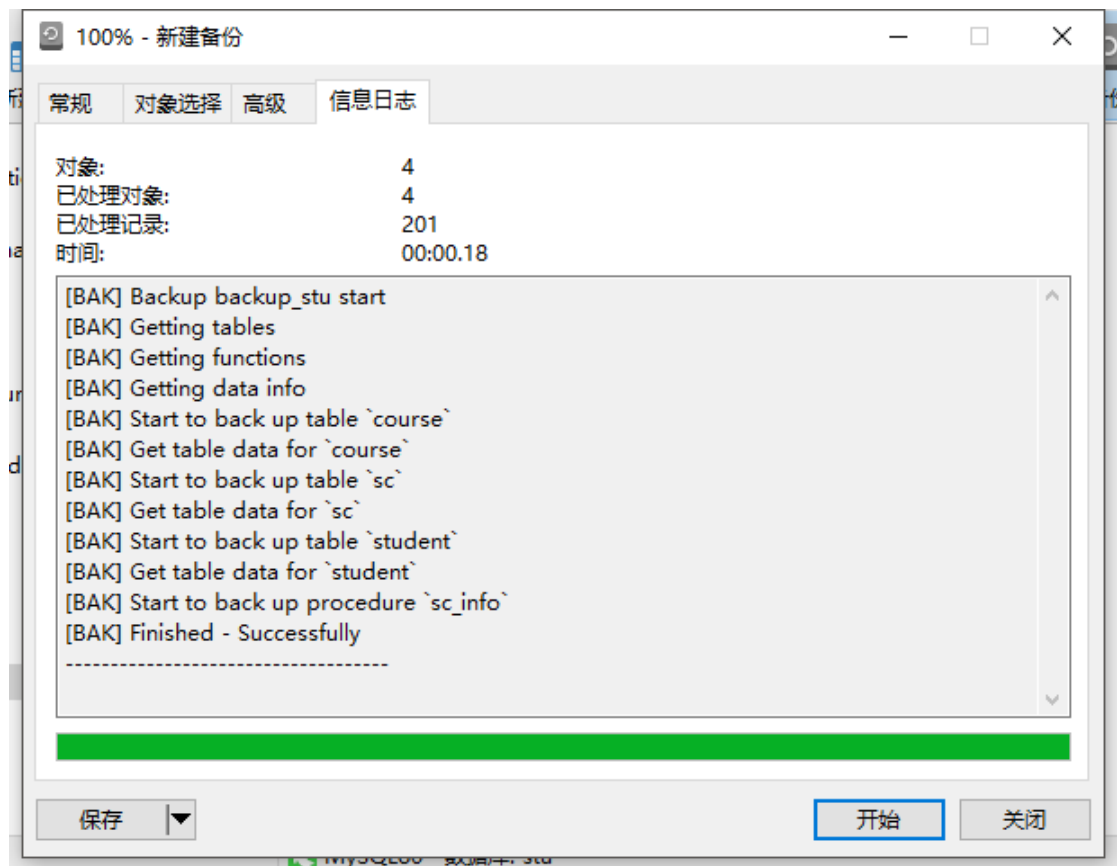 100% - 新建备份
常规 对象选择 高级 信息日志
对象: 4
已处理对象: 4
已处理记录: 201
时间: 00:00.18
[BAK] Backup backup_stu start
[BAK] Getting tables
[BAK] Getting functions
[BAK] Getting data info
[BAK] Start to back up table `course`
[BAK] Get table data for `course`
[BAK] Start to back up table `sc`
[BAK] Get table data for `sc`
[BAK] Start to back up table `student`
[BAK] Get table data for `student`
[BAK] Start to back up procedure `sc_info`
[BAK] Finished - Successfully
------------------------------------
保存 开始 关闭